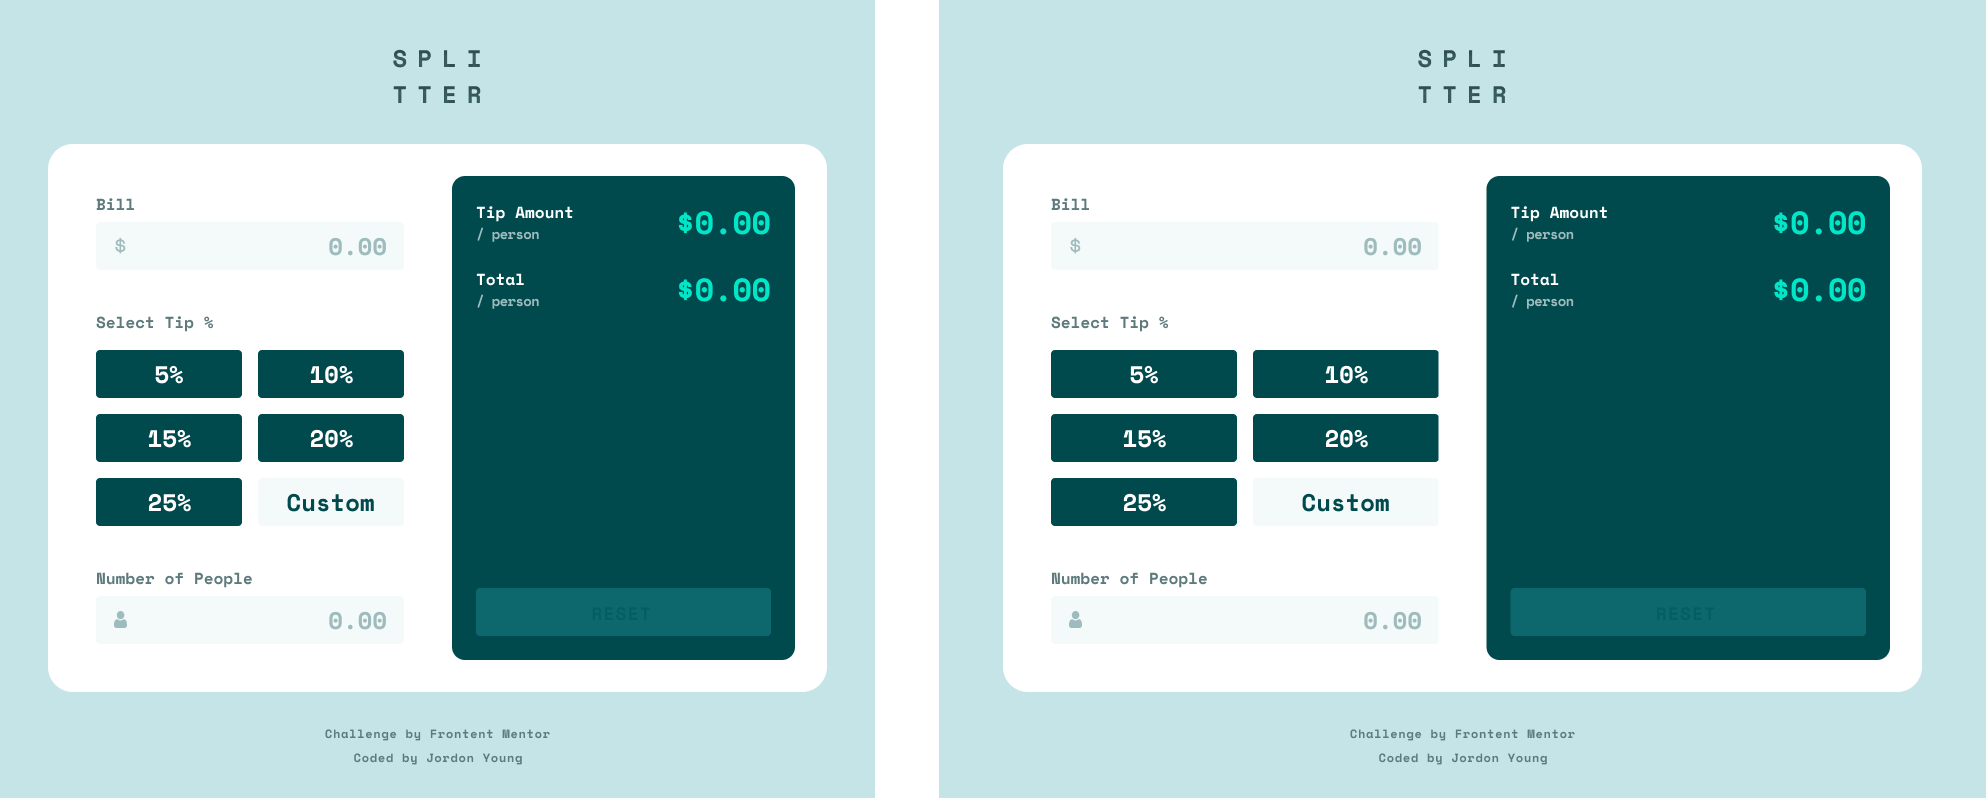 SPLI
TTER
Bill
$ 0.00
Select Tip %
5% 10%
15% 20%
25% Custom
Number of People
0.00
Tip Amount
/ person
$0.00
Total
/ person
$0.00
RESET
Challenge by Frontent Mentor
Coded by Jordon Young
SPLI
TTER
Bill
$ 0.00
Select Tip %
5% 10%
15% 20%
25% Custom
Number of People
0.00
Tip Amount
/ person
$0.00
Total
/ person
$0.00
RESET
Challenge by Frontent Mentor
Coded by Jordon Young